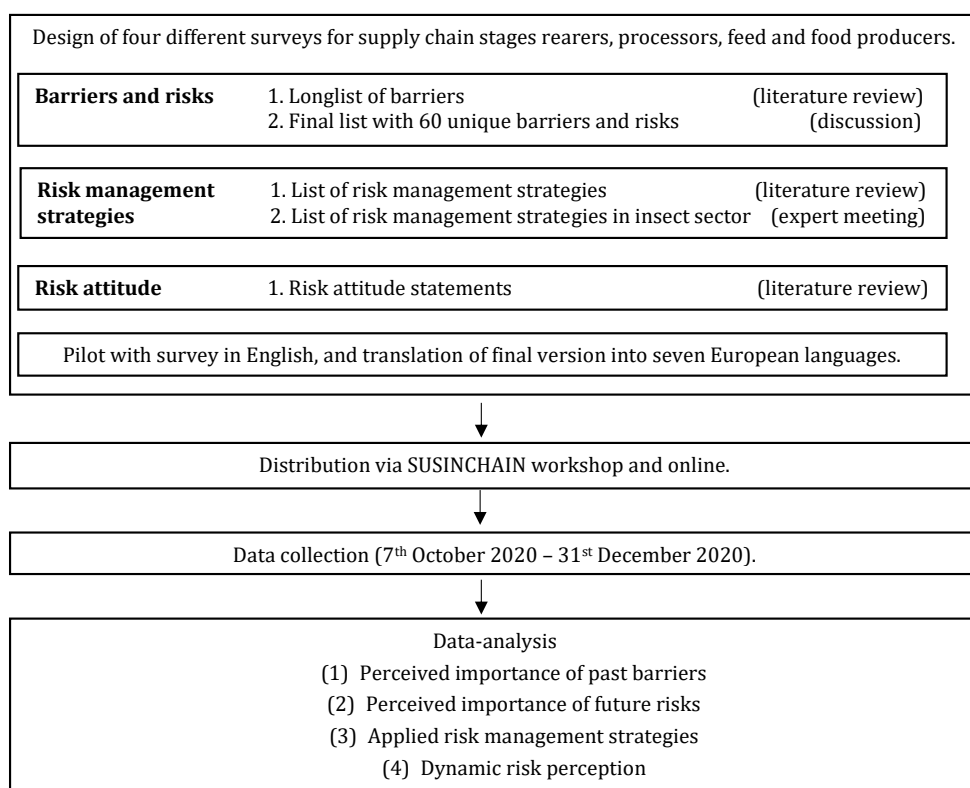 Design of four different surveys for supply chain stages rearers, processors, feed and food producers.
Barriers and risks 1. Longlist of barriers (literature review)
2. Final list with 60 unique barriers and risks (discussion)
Risk management 1. List of risk management strategies (literature review)
strategies 2. List of risk management strategies in insect sector (expert meeting)
Risk attitude 1. Risk attitude statements (literature review)
Pilot with survey in English, and translation of final version into seven European languages.
Distribution via SUSINCHAIN workshop and online.
Data collection (7th October 2020 – 31st December 2020).
Data-analysis
(1) Perceived importance of past barriers
(2) Perceived importance of future risks
(3) Applied risk management strategies
(4) Dynamic risk perception